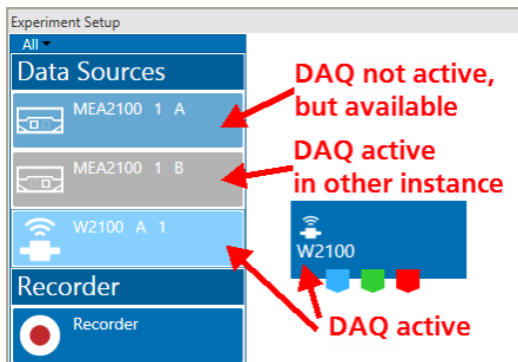 Experiment Setup
All
Data Sources
MEA2100 1 A
MEA2100 1 B
W2100 A 1
Recorder
Recorder
DAQ not active,
but available
DAQ active
in other instance
W2100
DAQ active